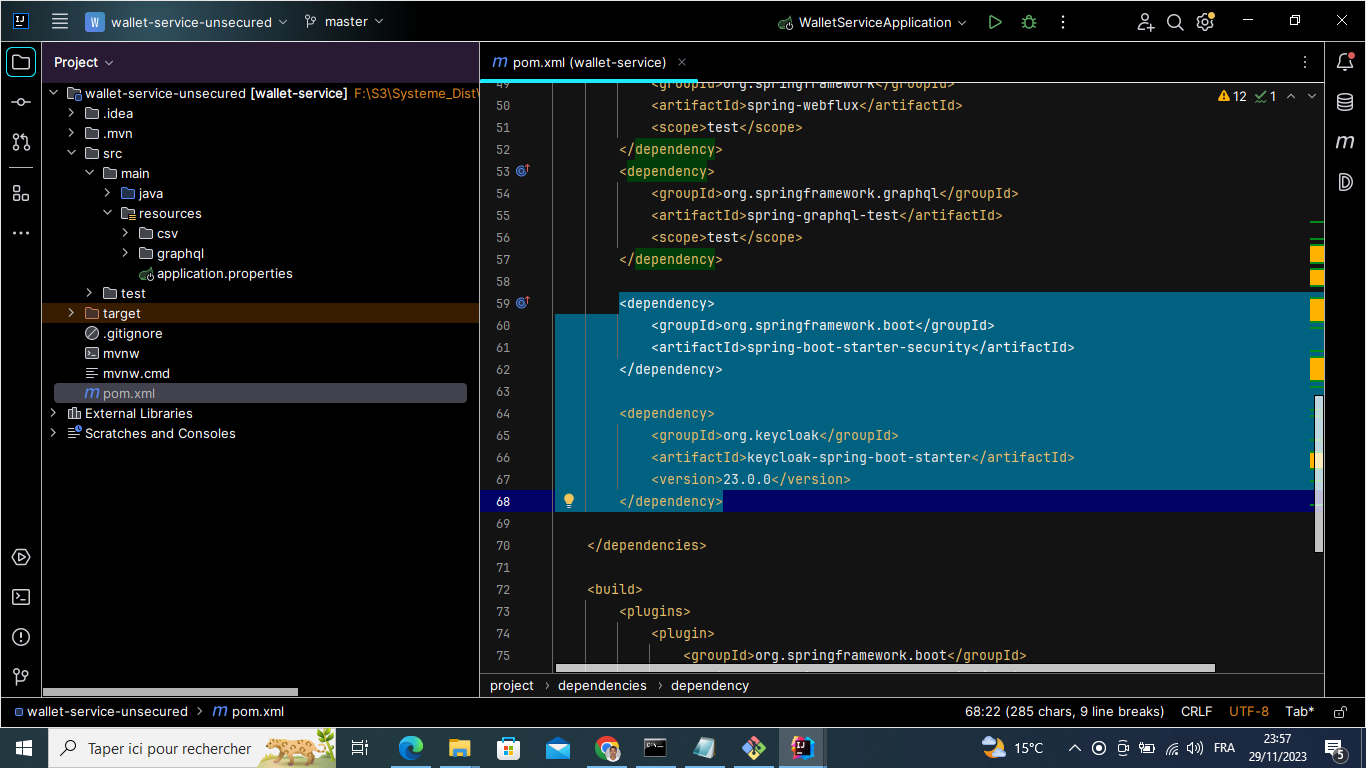 wallet-service-unsecured
master
WalletServiceApplication
Project
wallet-service-unsecured [wallet-service] F:\S3\Systeme_Dist\
.idea
.mvn
src
main
java
resources
csv
graphql
application.properties
test
target
.gitignore
mvnw
mvnw.cmd
pom.xml
External Libraries
Scratches and Consoles
pom.xml (wallet-service)
12 1
49 <groupId>org.springframework</groupId>
50 <artifactId>spring-webflux</artifactId>
51 <scope>test</scope>
52 </dependency>
53 <dependency>
54 <groupId>org.springframework.graphql</groupId>
55 <artifactId>spring-graphql-test</artifactId>
56 <scope>test</scope>
57 </dependency>
58
59 <dependency>
60 <groupId>org.springframework.boot</groupId>
61 <artifactId>spring-boot-starter-security</artifactId>
62 </dependency>
63
64 <dependency>
65 <groupId>org.keycloak</groupId>
66 <artifactId>keycloak-spring-boot-starter</artifactId>
67 <version>23.0.0</version>
68 </dependency>
69
70 </dependencies>
71
72 <build>
73 <plugins>
74 <plugin>
75 <groupId>org.springframework.boot</groupId>
project > dependencies > dependency
wallet-service-unsecured > pom.xml
68:22 (285 chars, 9 line breaks) CRLF UTF-8 Tab*
Taper ici pour rechercher
15°C
FRA
23:57
29/11/2023
5